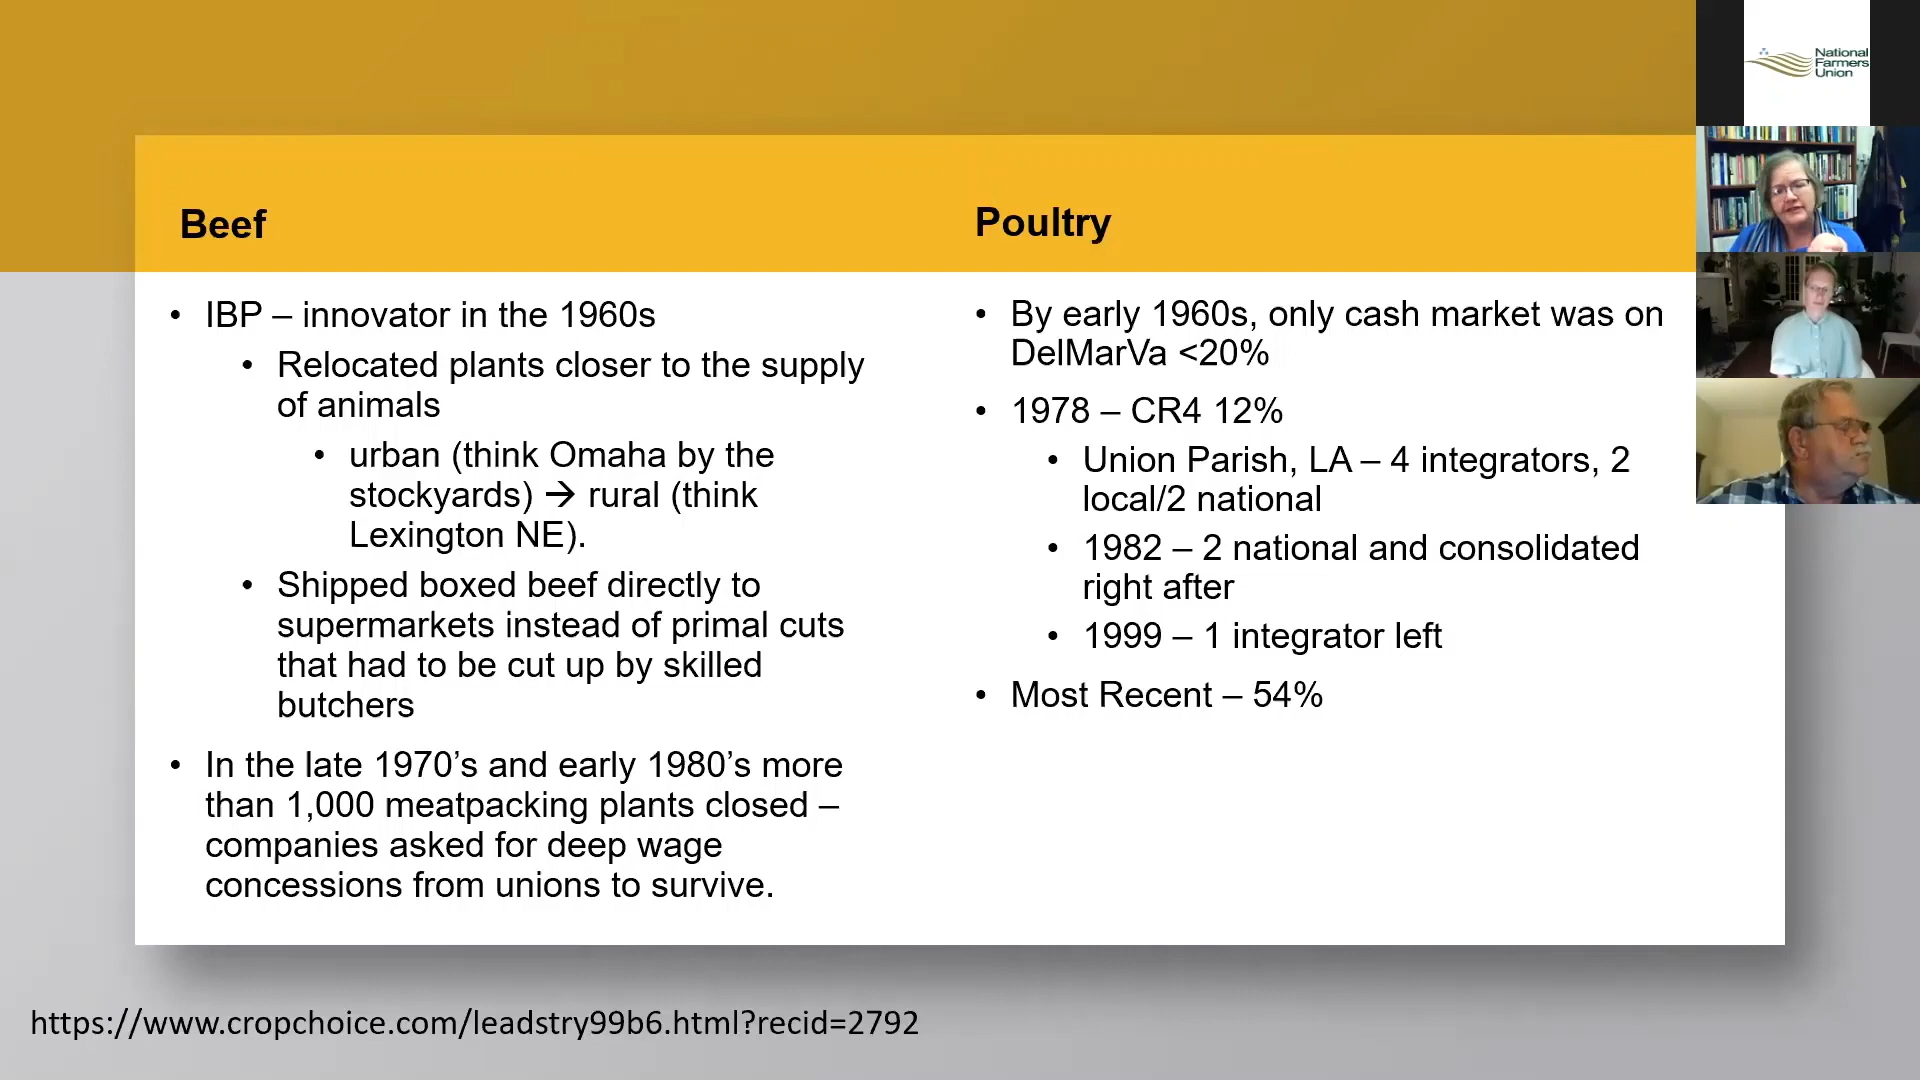 National
Farmers
Union
Beef
• IBP – innovator in the 1960s
• Relocated plants closer to the supply
of animals
• urban (think Omaha by the
stockyards) → rural (think
Lexington NE).
• Shipped boxed beef directly to
supermarkets instead of primal cuts
that had to be cut up by skilled
butchers
• In the late 1970’s and early 1980’s more
than 1,000 meatpacking plants closed –
companies asked for deep wage
concessions from unions to survive.
Poultry
• By early 1960s, only cash market was on
DelMarVa <20%
• 1978 – CR4 12%
• Union Parish, LA – 4 integrators, 2
local/2 national
• 1982 – 2 national and consolidated
right after
• 1999 – 1 integrator left
• Most Recent – 54%
https://www.cropchoice.com/leadstry99b6.html?recid=2792